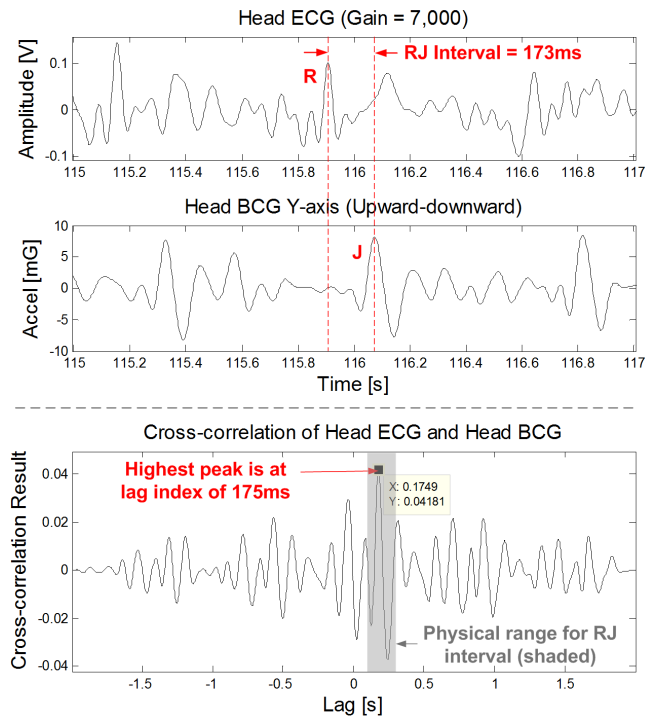 Head ECG (Gain = 7,000)
Amplitude [V]
0.1
0
-0.1
R
RJ Interval = 173ms
115 115.2 115.4 115.6 115.8 116 116.2 116.4 116.6 116.8 117
Head BCG Y-axis (Upward-downward)
Accel [mG]
10
5
0
-5
-10
J
115 115.2 115.4 115.6 115.8 116 116.2 116.4 116.6 116.8 117
Time [s]
Cross-correlation of Head ECG and Head BCG
Cross-correlation Result
0.04
0.02
0
-0.02
-0.04
Highest peak is at
lag index of 175ms
X: 0.1749
Y: 0.04181
Physical range for RJ
interval (shaded)
-1.5 -1 -0.5 0 0.5 1 1.5
Lag [s]